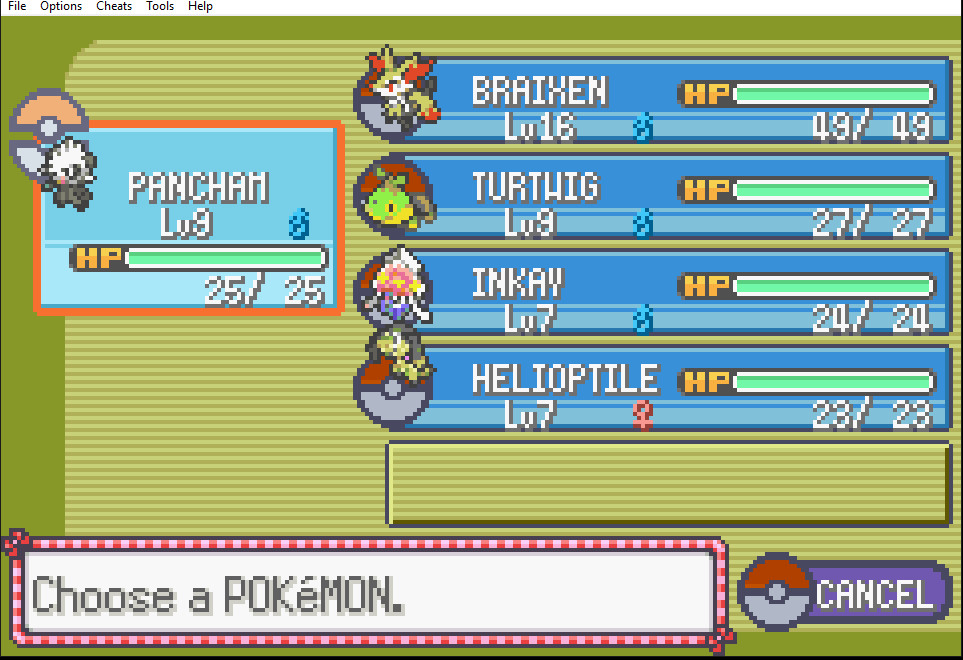 File Options Cheats Tools Help
PANCHAM
Lv9
HP
25/ 25
BRAIXEN HP
Lv16 49/ 49
TURTWIG HP
Lv9 27/ 27
INKAY HP
Lv7 24/ 24
HELIOPTILE HP
Lv7 23/ 23
Choose a POKéMON.
CANCEL